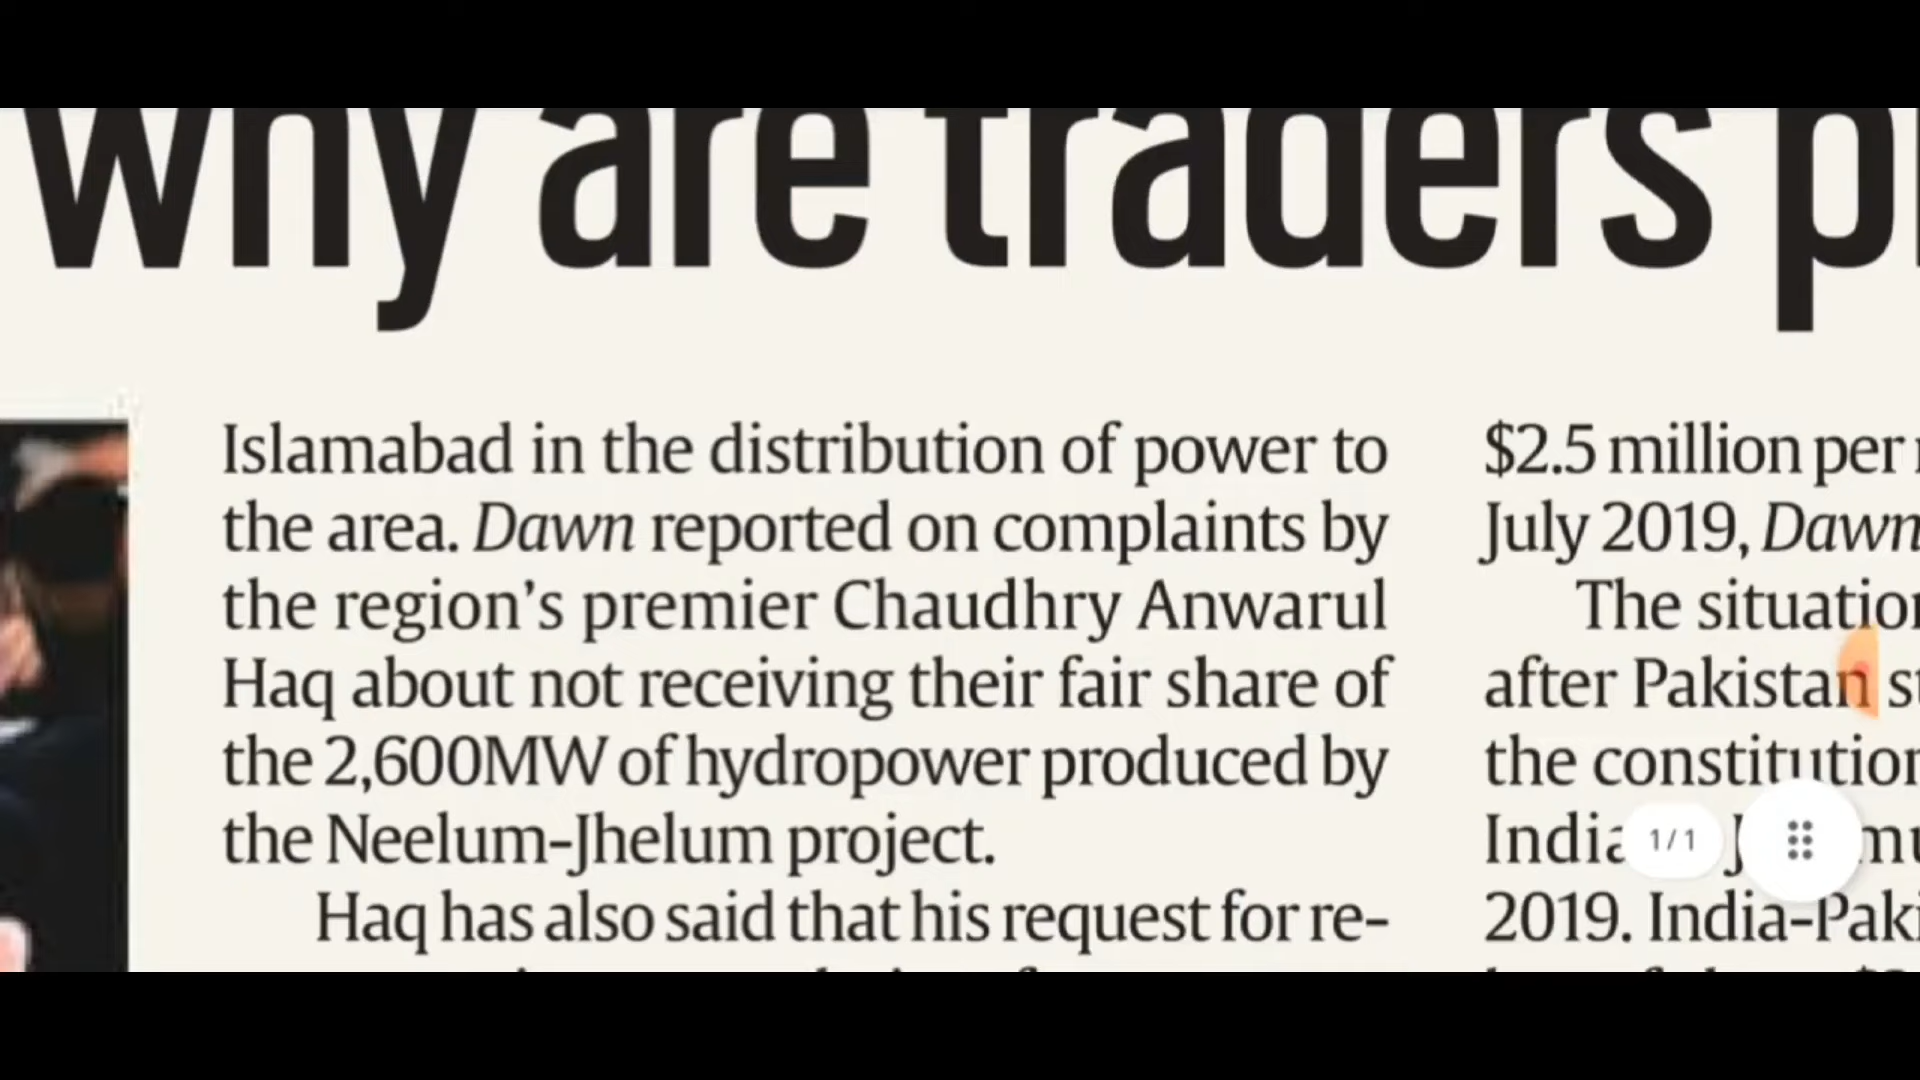 why are traders
Islamabad in the distribution of power to
the area. Dawn reported on complaints by
the region's premier Chaudhry Anwarul
Haq about not receiving their fair share of
the 2,600MW of hydropower produced by
the Neelum-Jhelum project.
Haq has also said that his request for re-
$2.5 million per
July 2019, Dawn
The situation
after Pakistan
the constitution
India
2019. India-Paki
1/1